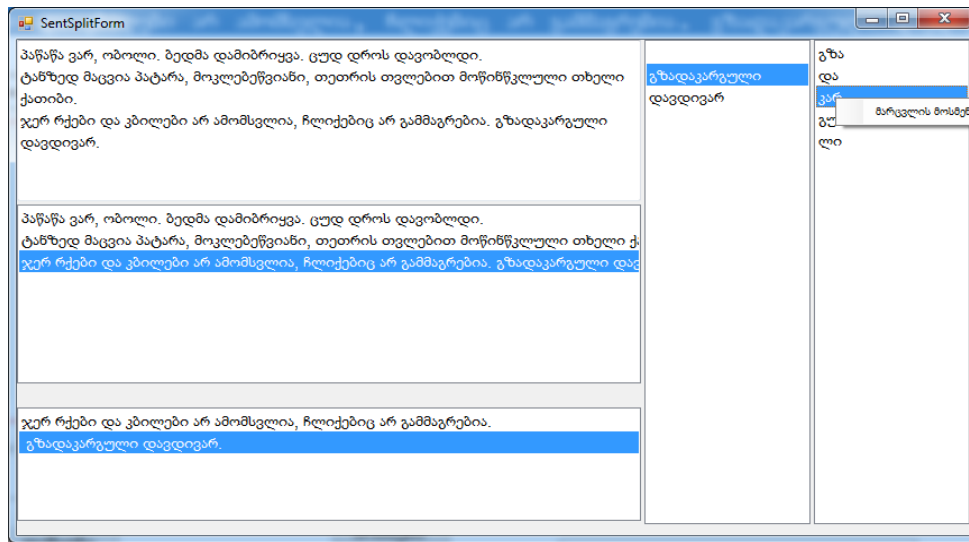 SentSplitForm
პაწაწა ვარ, ობოლი. ბედმა დამიბრიყვა. ცუდ დროს დავობლდი.
ტანზედ მაცვია პატარა, მოკლებეწვიანი, თეთრის თვლებით მოწინწკლული თხელი
ქათიბი.
ჯერ რქები და კბილები არ ამომსვლია, ჩლიქებიც არ გამმაგრებია. გზადაკარგული
დავდივარ.
პაწაწა ვარ, ობოლი. ბედმა დამიბრიყვა. ცუდ დროს დავობლდი.
ტანზედ მაცვია პატარა, მოკლებეწვიანი, თეთრის თვლებით მოწინწკლული თხელი ქ
ჯერ რქები და კბილები არ ამომსვლია, ჩლიქებიც არ გამმაგრებია. გზადაკარგული დავ
ჯერ რქები და კბილები არ ამომსვლია, ჩლიქებიც არ გამმაგრებია.
გზადაკარგული დავდივარ.
გზადაკარგული
დავდივარ
გზა
და
კარ
გუ
ლი
მარცვლის მოსმენ